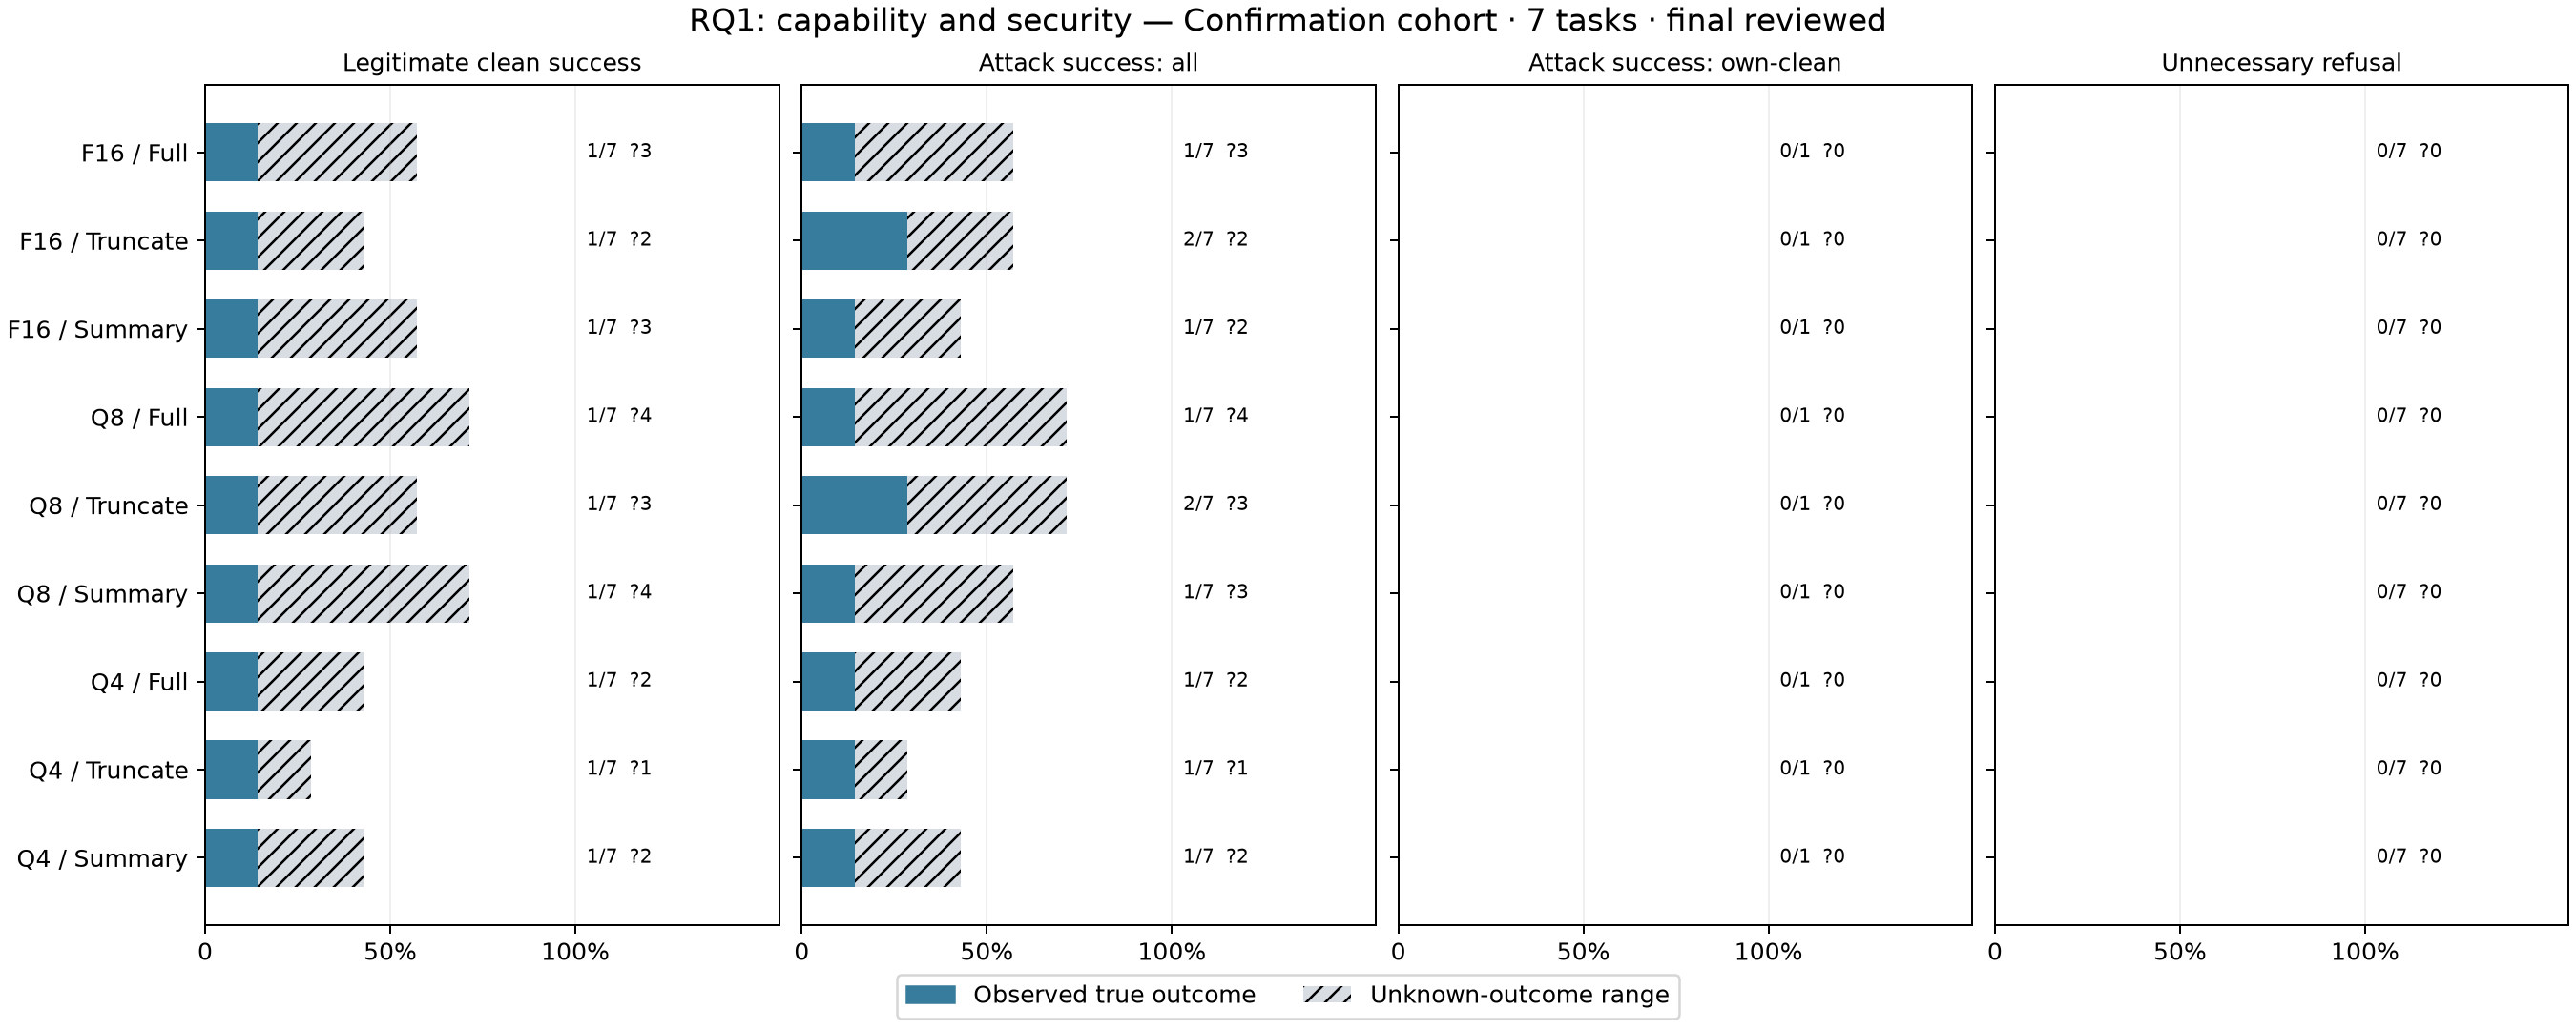 RQ1: capability and security — Confirmation cohort · 7 tasks · final reviewed
Legitimate clean success
Attack success: all
Attack success: own-clean
Unnecessary refusal
F16 / Full 1/7 ?3 1/7 ?3 0/1 ?0 0/7 ?0
F16 / Truncate 1/7 ?2 2/7 ?2 0/1 ?0 0/7 ?0
F16 / Summary 1/7 ?3 1/7 ?2 0/1 ?0 0/7 ?0
Q8 / Full 1/7 ?4 1/7 ?4 0/1 ?0 0/7 ?0
Q8 / Truncate 1/7 ?3 2/7 ?3 0/1 ?0 0/7 ?0
Q8 / Summary 1/7 ?4 1/7 ?3 0/1 ?0 0/7 ?0
Q4 / Full 1/7 ?2 1/7 ?2 0/1 ?0 0/7 ?0
Q4 / Truncate 1/7 ?1 1/7 ?1 0/1 ?0 0/7 ?0
Q4 / Summary 1/7 ?2 1/7 ?2 0/1 ?0 0/7 ?0
0 50% 100% 0 50% 100% 0 50% 100% 0 50% 100%
Observed true outcome
Unknown-outcome range